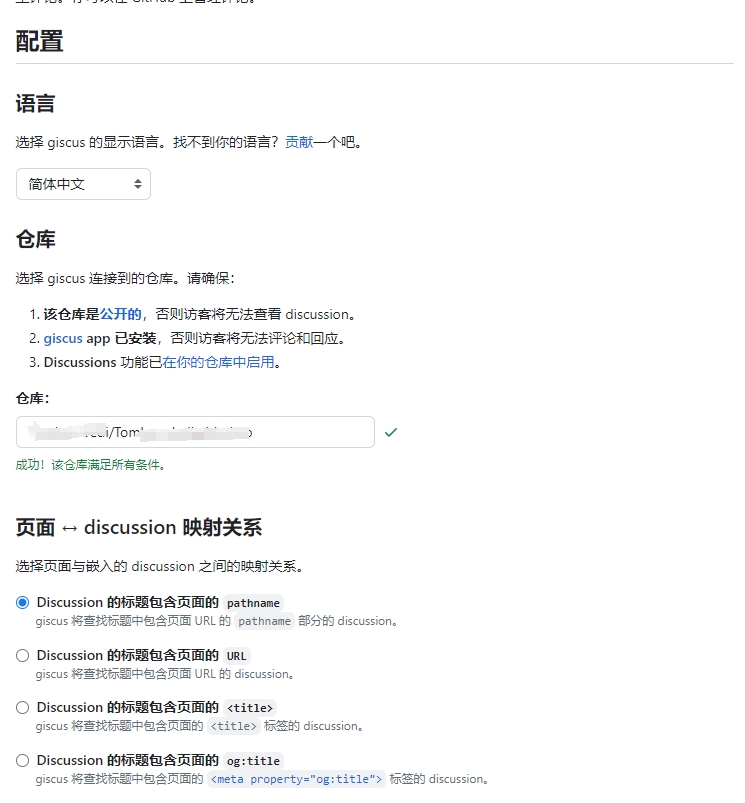 配置
语言
选择 giscus 的显示语言。找不到你的语言？贡献一个吧。
简体中文
仓库
选择 giscus 连接到的仓库。请确保：
1. 该仓库是公开的，否则访客将无法查看 discussion。
2. giscus app 已安装，否则访客将无法评论和回应。
3. Discussions 功能已在你的仓库中启用。
仓库：
成功！该仓库满足所有条件。
页面 ↔ discussion 映射关系
选择页面与嵌入的 discussion 之间的映射关系。
Discussion 的标题包含页面的 pathname
giscus 将查找标题中包含页面 URL 的 pathname 部分的 discussion。
Discussion 的标题包含页面的 URL
giscus 将查找标题中包含页面 URL 的 discussion。
Discussion 的标题包含页面的 <title>
giscus 将查找标题中包含页面的 <title> 标签的 discussion。
Discussion 的标题包含页面的 og:title
giscus 将查找标题中包含页面的 <meta property="og:title"> 标签的 discussion。